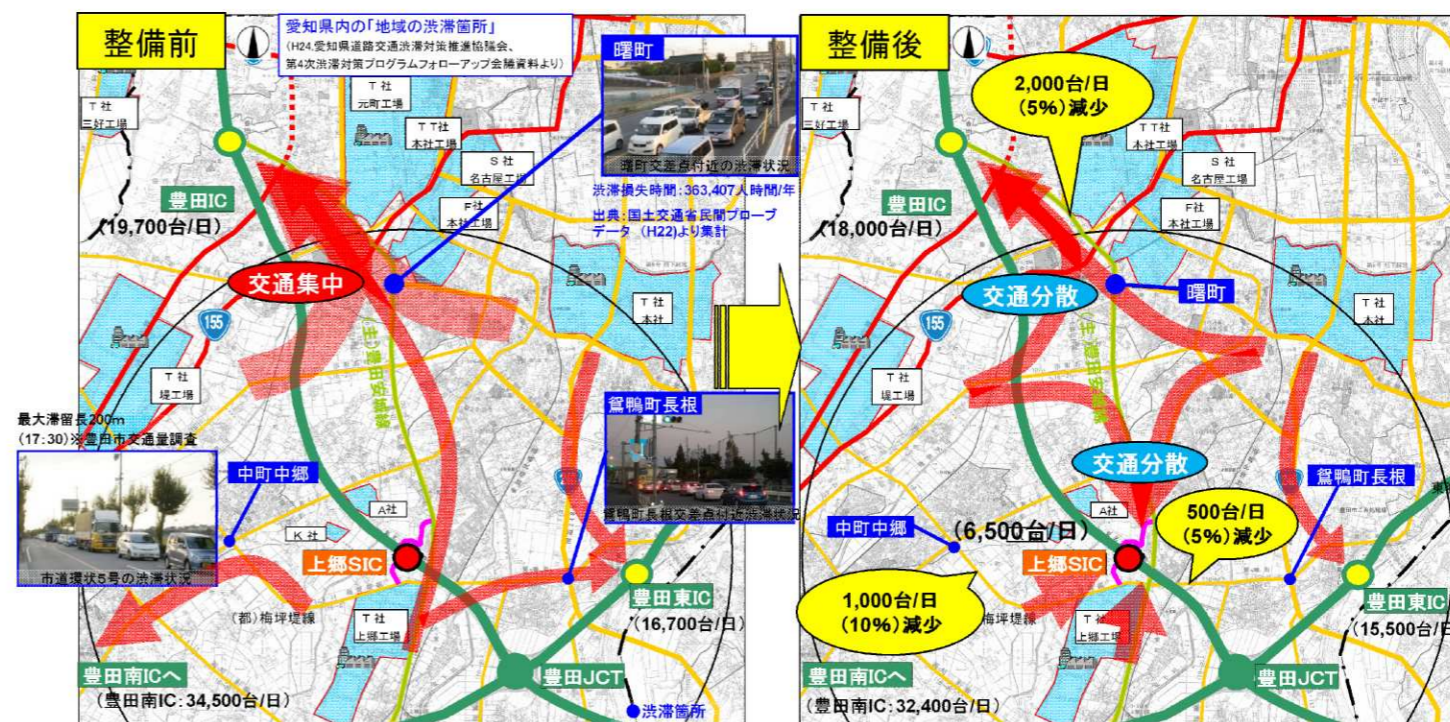 整備前
愛知県内の「地域の渋滞箇所」
(H24.愛知県道路交通渋滞対策推進協議会、
第4次渋滞対策プログラムフォローアップ会議資料より)
曙町
曙町交差点付近の渋滞状況
渋滞損失時間:363,407人時間/年
出典:国土交通省民間プローブ
データ (H22)より集計
T社
三好工場
T社
元町工場
TT社
本社工場
S社
名古屋工場
F社
本社工場
豊田IC
(19,700台/日)
交通集中
155
T社
本社
(主)豊田安城線
T社
堤工場
最大滞留長200m
(17:30)※豊田市交通量調査
市道環状5号の渋滞状況
中町中郷
鴛鴨町長根
鴛鴨町長根交差点付近渋滞状況
A社
K社
上郷SIC
豊田東IC
(16,700台/日)
(都)梅坪堤線
T社
上郷工場
豊田JCT
豊田南ICへ
(豊田南IC:34,500台/日)
渋滞箇所
整備後
2,000台/日
(5%)減少
T社
三好工場
TT社
本社工場
S社
名古屋工場
F社
本社工場
豊田IC
(18,000台/日)
交通分散
曙町
155
T社
本社
T社
堤工場
交通分散
鴛鴨町長根
中町中郷
(6,500台/日)
A社
500台/日
(5%)減少
上郷SIC
豊田東IC
(15,500台/日)
1,000台/日
(10%)減少
梅坪堤線
T社
上郷工場
豊田JCT
豊田南ICへ
(豊田南IC:32,400台/日)